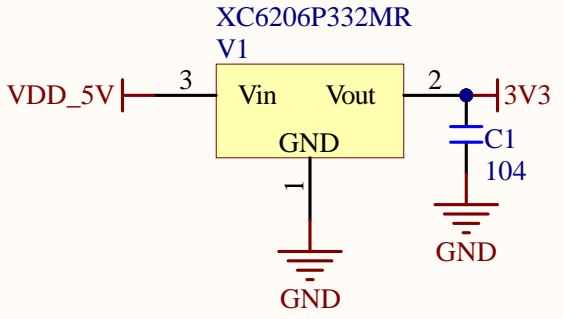 XC6206P332MR
V1
VDD_5V
3
Vin
Vout
2
3V3
GND
C1
104
1
GND
GND